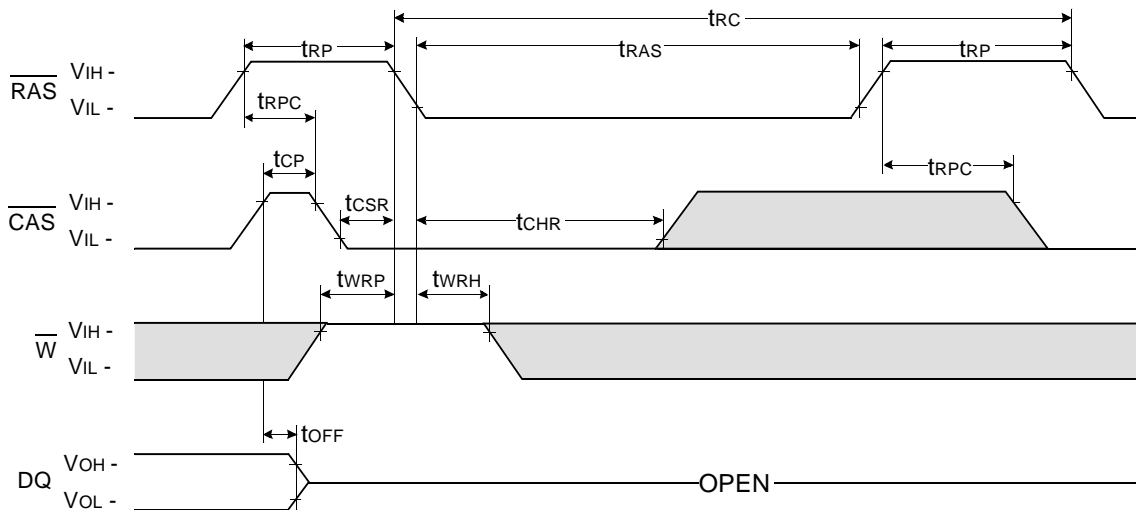 tRC
tRP
tRAS
tRP
RAS
VIH -
VIL -
tRPC
tCP
tRPC
CAS
VIH -
VIL -
tCSR
tCHR
tWRP
tWRH
W
VIH -
VIL -
tOFF
DQ
VOH -
VOL -
OPEN